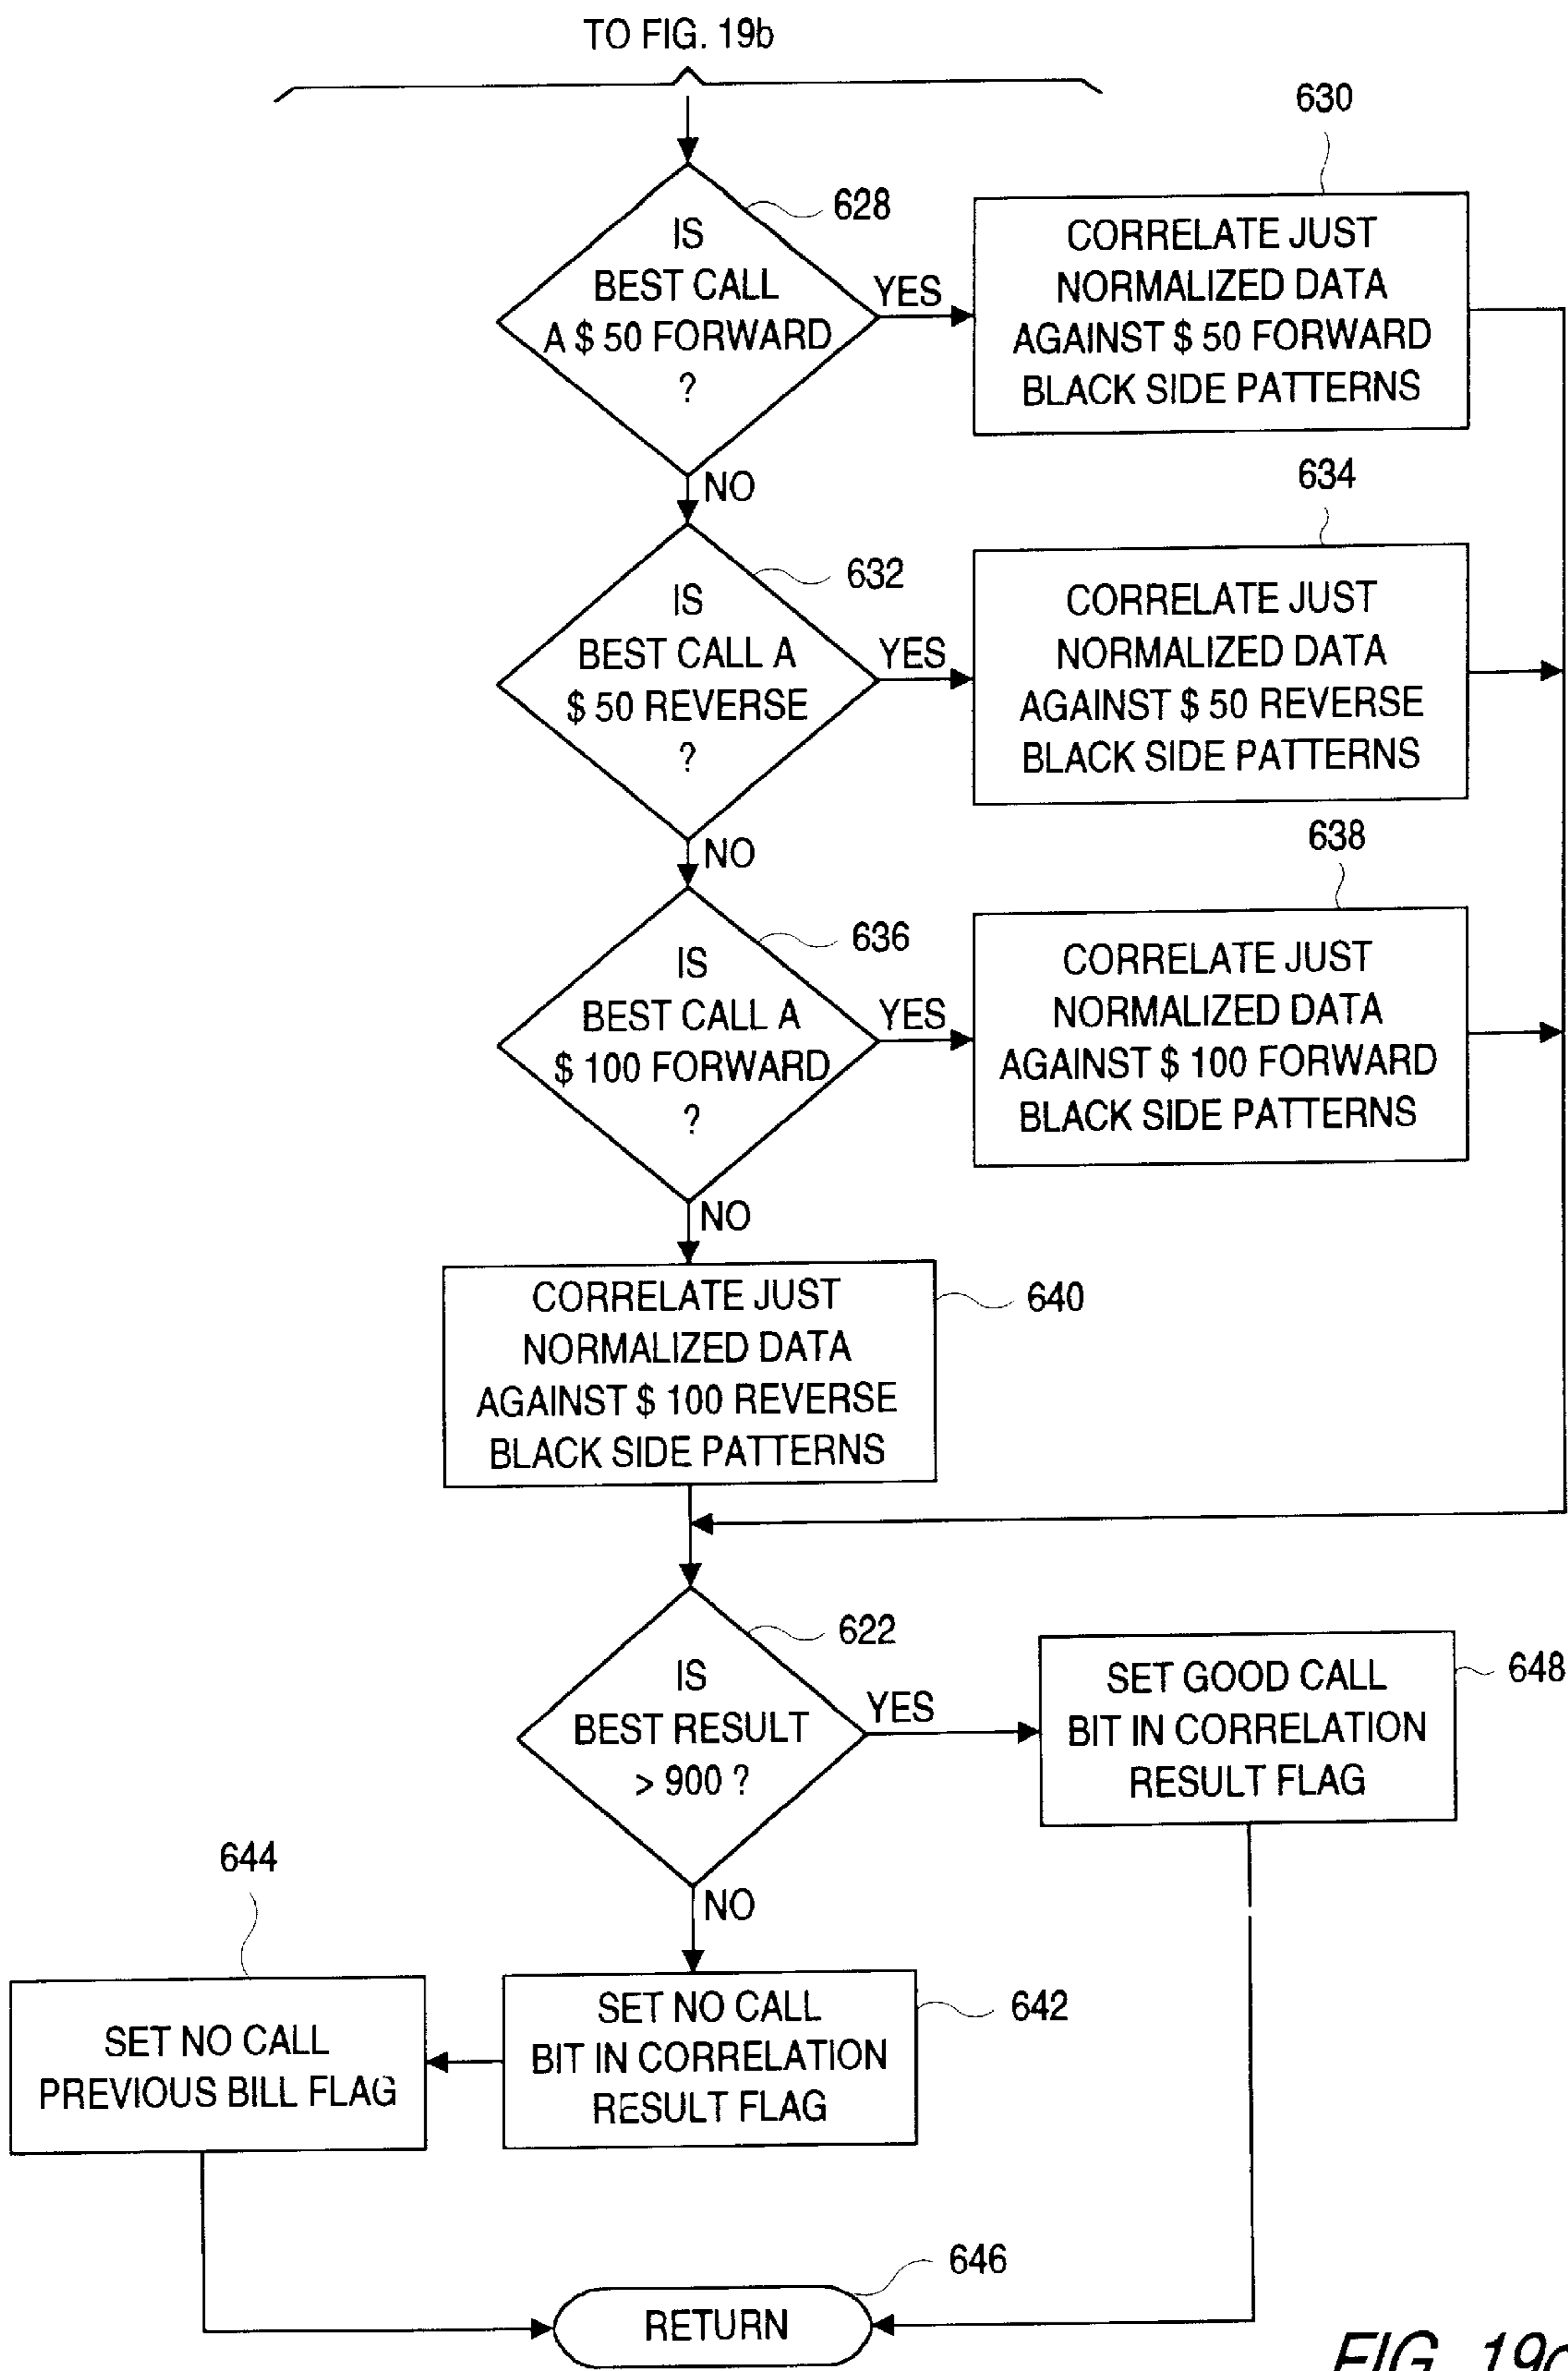 TO FIG. 19b
630
628
IS
BEST CALL
A $ 50 FORWARD
?
YES
CORRELATE JUST
NORMALIZED DATA
AGAINST $ 50 FORWARD
BLACK SIDE PATTERNS
NO
634
632
IS
BEST CALL A
$ 50 REVERSE
?
YES
CORRELATE JUST
NORMALIZED DATA
AGAINST $ 50 REVERSE
BLACK SIDE PATTERNS
NO
638
636
IS
BEST CALL A
$ 100 FORWARD
?
YES
CORRELATE JUST
NORMALIZED DATA
AGAINST $ 100 FORWARD
BLACK SIDE PATTERNS
NO
CORRELATE JUST
NORMALIZED DATA
AGAINST $ 100 REVERSE
BLACK SIDE PATTERNS
640
622
IS
BEST RESULT
> 900 ?
YES
SET GOOD CALL
BIT IN CORRELATION
RESULT FLAG
648
NO
644
SET NO CALL
PREVIOUS BILL FLAG
SET NO CALL
BIT IN CORRELATION
RESULT FLAG
642
646
RETURN
FIG.